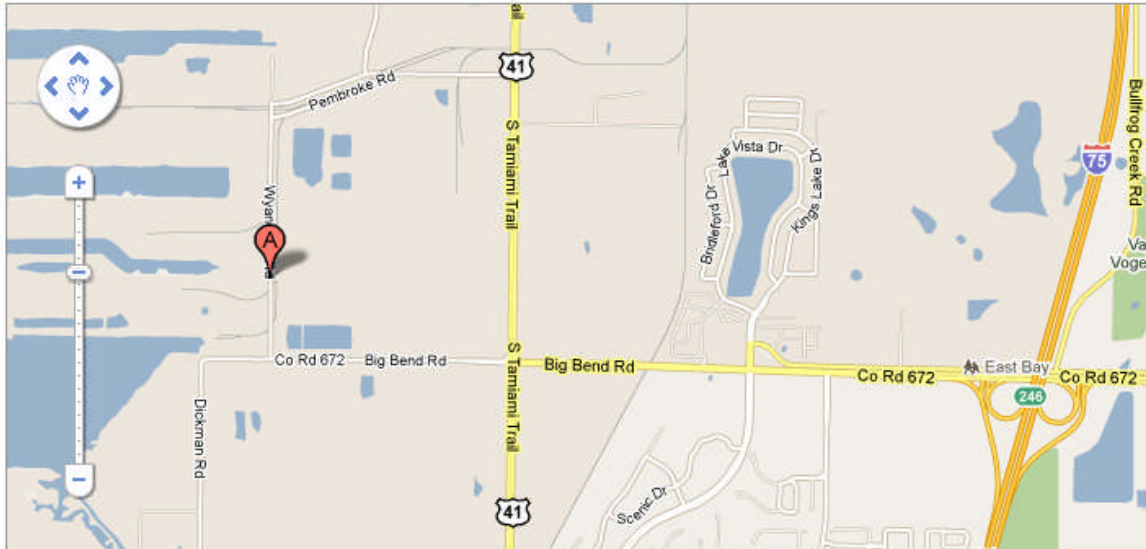 ail
41
Pembroke Rd
S Tamiami Trail
Lake Vista Dr
Kings Lake Dr
Bridleford Dr
75
Bullfrog Creek Rd
A
Co Rd 672
Big Bend Rd
S Tamiami Trail
Big Bend Rd
Co Rd 672
East Bay
Co Rd 672
246
Dickman Rd
Scenic Dr
41
Va
Voge